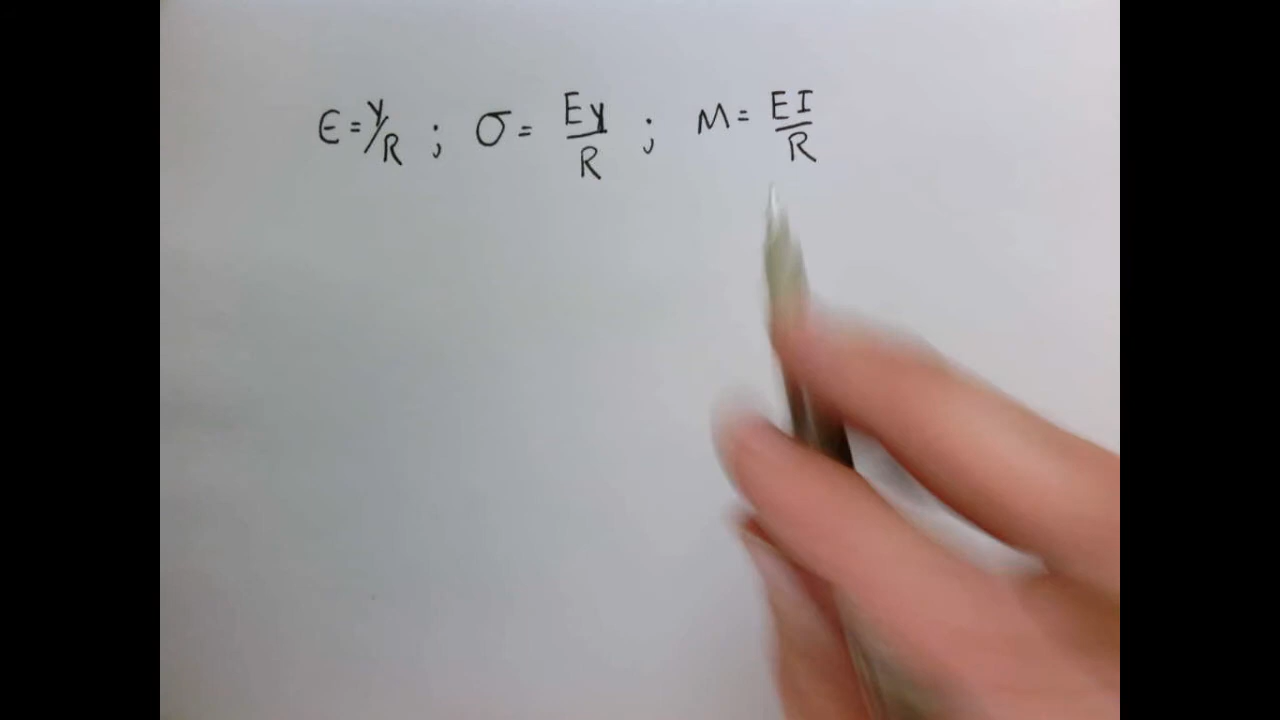 ϵ = y/R ; σ = Ey/R ; M = EI/R